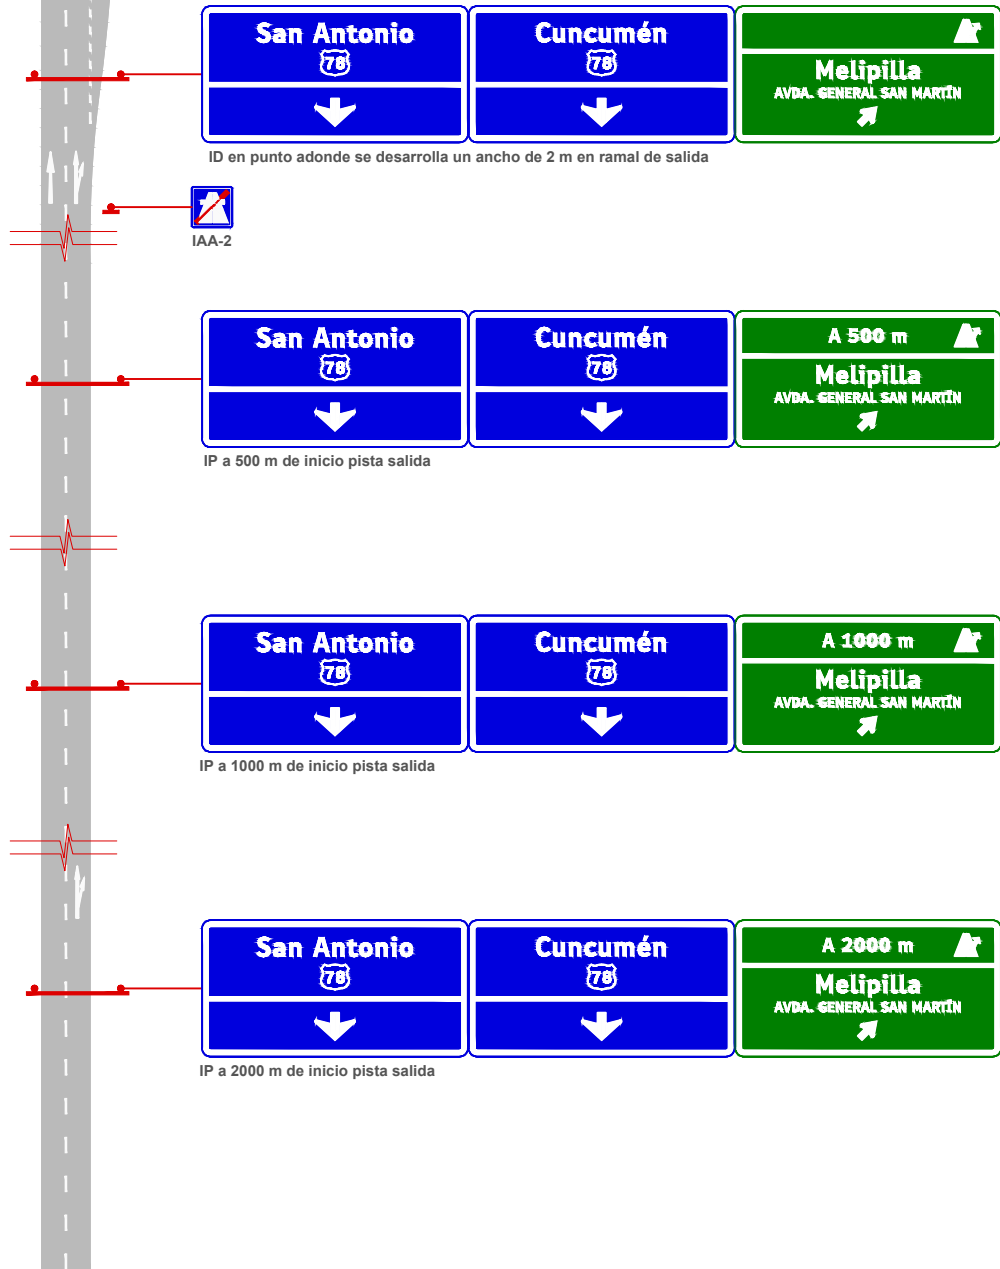 San Antonio
78
Cuncumén
78
Melipilla
AVDA. GENERAL SAN MARTÍN
ID en punto adonde se desarrolla un ancho de 2 m en ramal de salida
IAA-2
San Antonio
78
Cuncumén
78
A 500 m
Melipilla
AVDA. GENERAL SAN MARTÍN
IP a 500 m de inicio pista salida
San Antonio
78
Cuncumén
78
A 1000 m
Melipilla
AVDA. GENERAL SAN MARTÍN
IP a 1000 m de inicio pista salida
San Antonio
78
Cuncumén
78
A 2000 m
Melipilla
AVDA. GENERAL SAN MARTÍN
IP a 2000 m de inicio pista salida